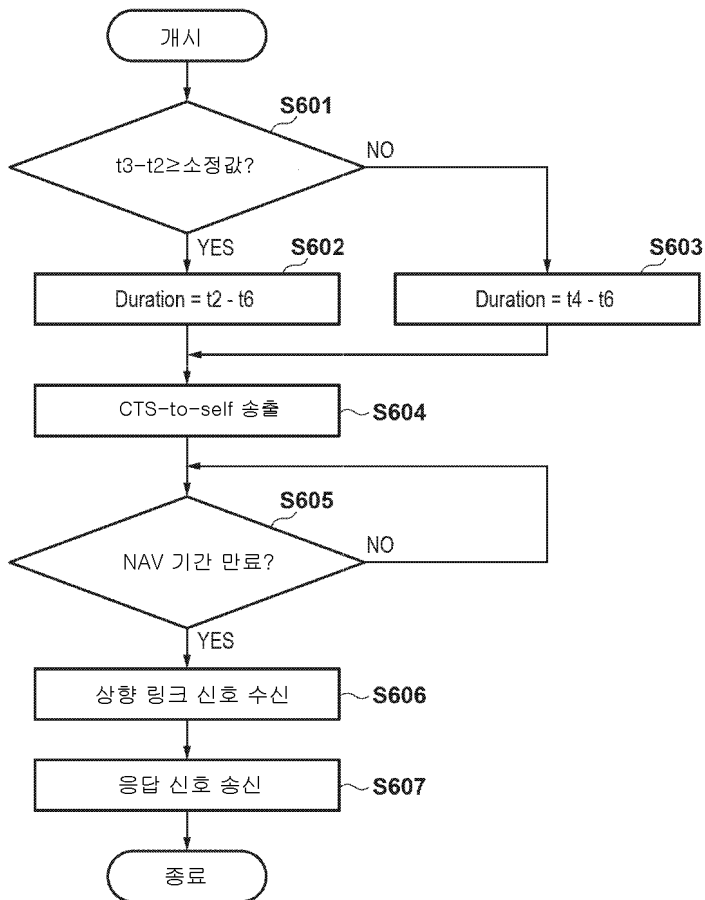 개시
S601
t3-t2≥소정값?
NO
YES
S602
Duration = t2 - t6
S603
Duration = t4 - t6
CTS-to-self 송출
S604
S605
NAV 기간 만료?
NO
YES
상향 링크 신호 수신
S606
응답 신호 송신
S607
종료